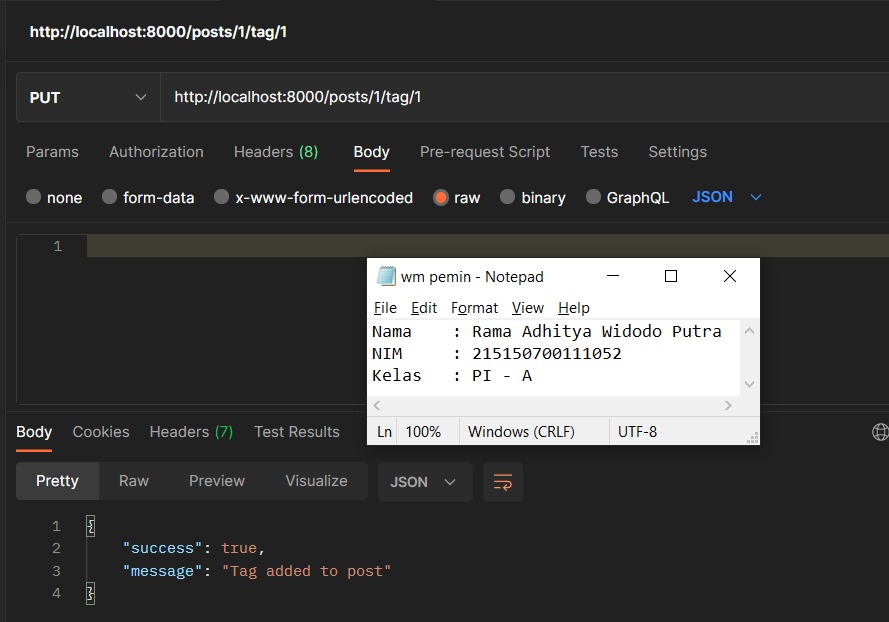 http://localhost:8000/posts/1/tag/1
PUT http://localhost:8000/posts/1/tag/1
Params Authorization Headers (8) Body Pre-request Script Tests Settings
none form-data x-www-form-urlencoded raw binary GraphQL JSON
1
wm pemin - Notepad
File Edit Format View Help
Nama : Rama Adhitya Widodo Putra
NIM : 215150700111052
Kelas : PI - A
Ln 100% Windows (CRLF) UTF-8
Body Cookies Headers (7) Test Results
Pretty Raw Preview Visualize JSON
1 {
2 "success": true,
3 "message": "Tag added to post"
4 }